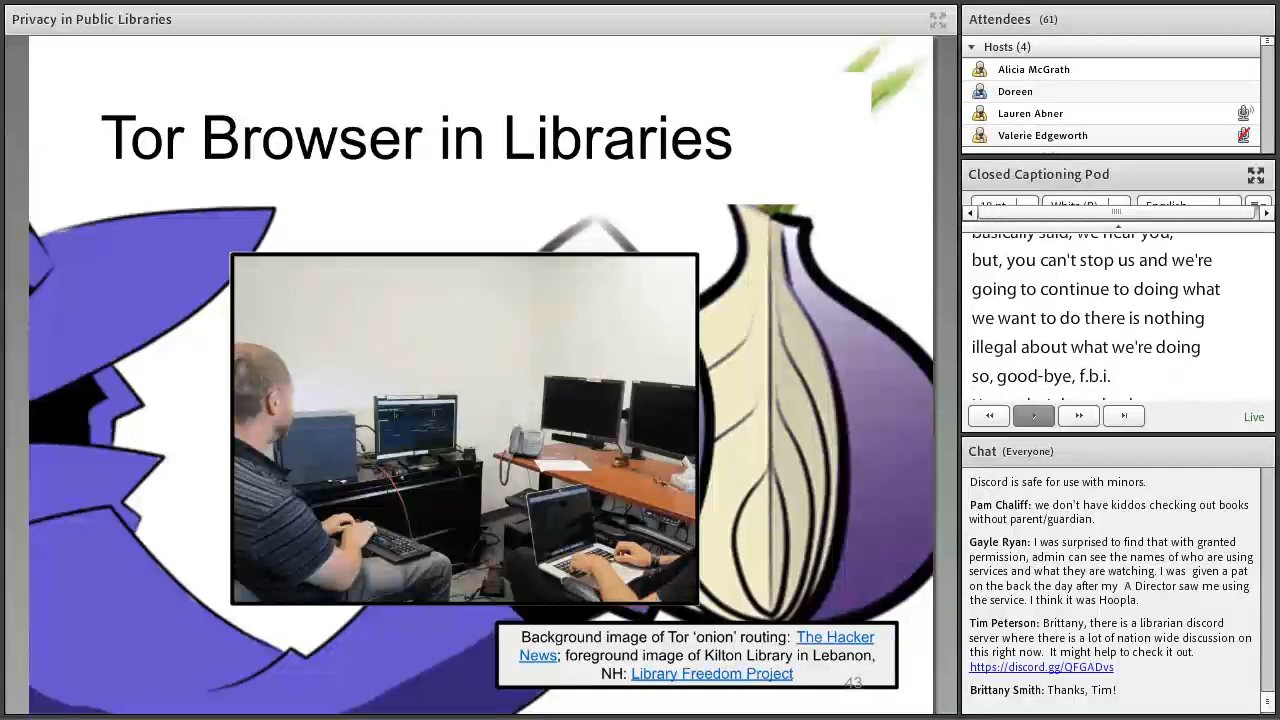 Privacy in Public Libraries
Tor Browser in Libraries
Background image of Tor ‘onion’ routing: The Hacker
News; foreground image of Kilton Library in Lebanon,
NH: Library Freedom Project
43
Attendees (61)
Hosts (4)
Alicia McGrath
Doreen
Lauren Abner
Valerie Edgeworth
Closed Captioning Pod
English
basically said, we hear you,
but, you can't stop us and we're
going to continue to doing what
we want to do there is nothing
illegal about what we're doing
so, good-bye, f.b.i.
Live
Chat (Everyone)
Discord is safe for use with minors.
Pam Chaliff: we don't have kiddos checking out books
without parent/guardian.
Gayle Ryan: I was surprised to find that with granted
permission, admin can see the names of who are using
services and what they are watching. I was given a pat
on the back the day after my A Director saw me using
the service. I think it was Hoopla.
Tim Peterson: Brittany, there is a librarian discord
server where there is a lot of nation wide discussion on
this right now. It might help to check it out.
https://discord.gg/QFGADvs
Brittany Smith: Thanks, Tim!